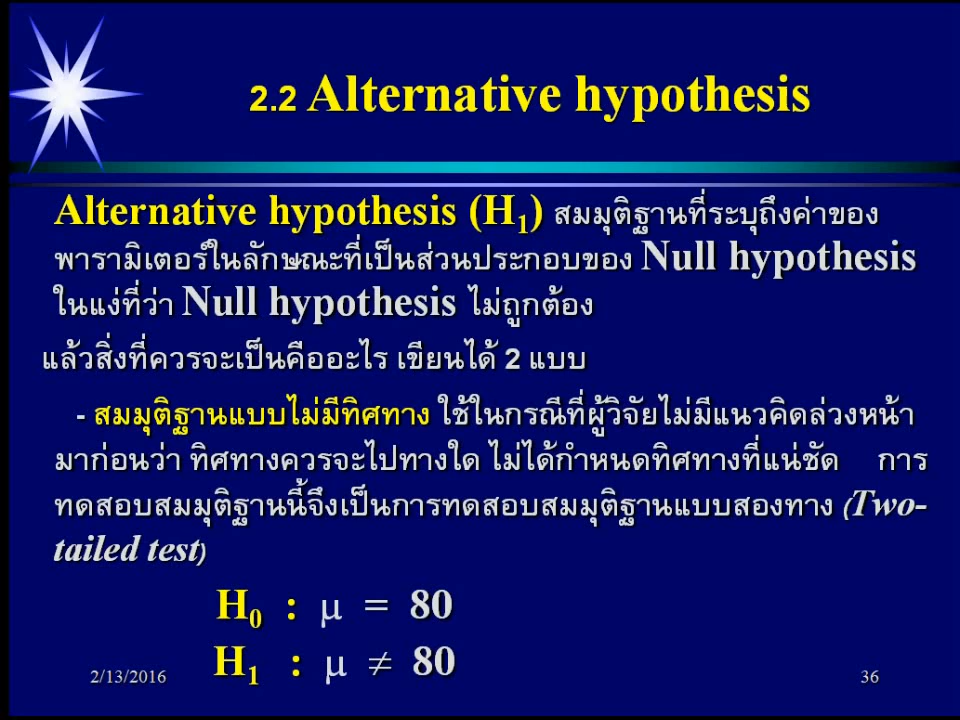 2.2 Alternative hypothesis
Alternative hypothesis (H₁) สมมุติฐานที่ระบุถึงค่าของ
พารามิเตอร์ในลักษณะที่เป็นส่วนประกอบของ Null hypothesis
ในแง่ที่ว่า Null hypothesis ไม่ถูกต้อง
แล้วสิ่งที่ควรจะเป็นคืออะไร เขียนได้ 2 แบบ
- สมมุติฐานแบบไม่มีทิศทาง ใช้ในกรณีที่ผู้วิจัยไม่มีแนวคิดล่วงหน้า
มาก่อนว่า ทิศทางควรจะไปทางใด ไม่ได้กำหนดทิศทางที่แน่ชัด การ
ทดสอบสมมุติฐานนี้จึงเป็นการทดสอบสมมุติฐานแบบสองทาง (Two-
tailed test)
H₀ : μ = 80
H₁ : μ ≠ 80
2/13/2016 36